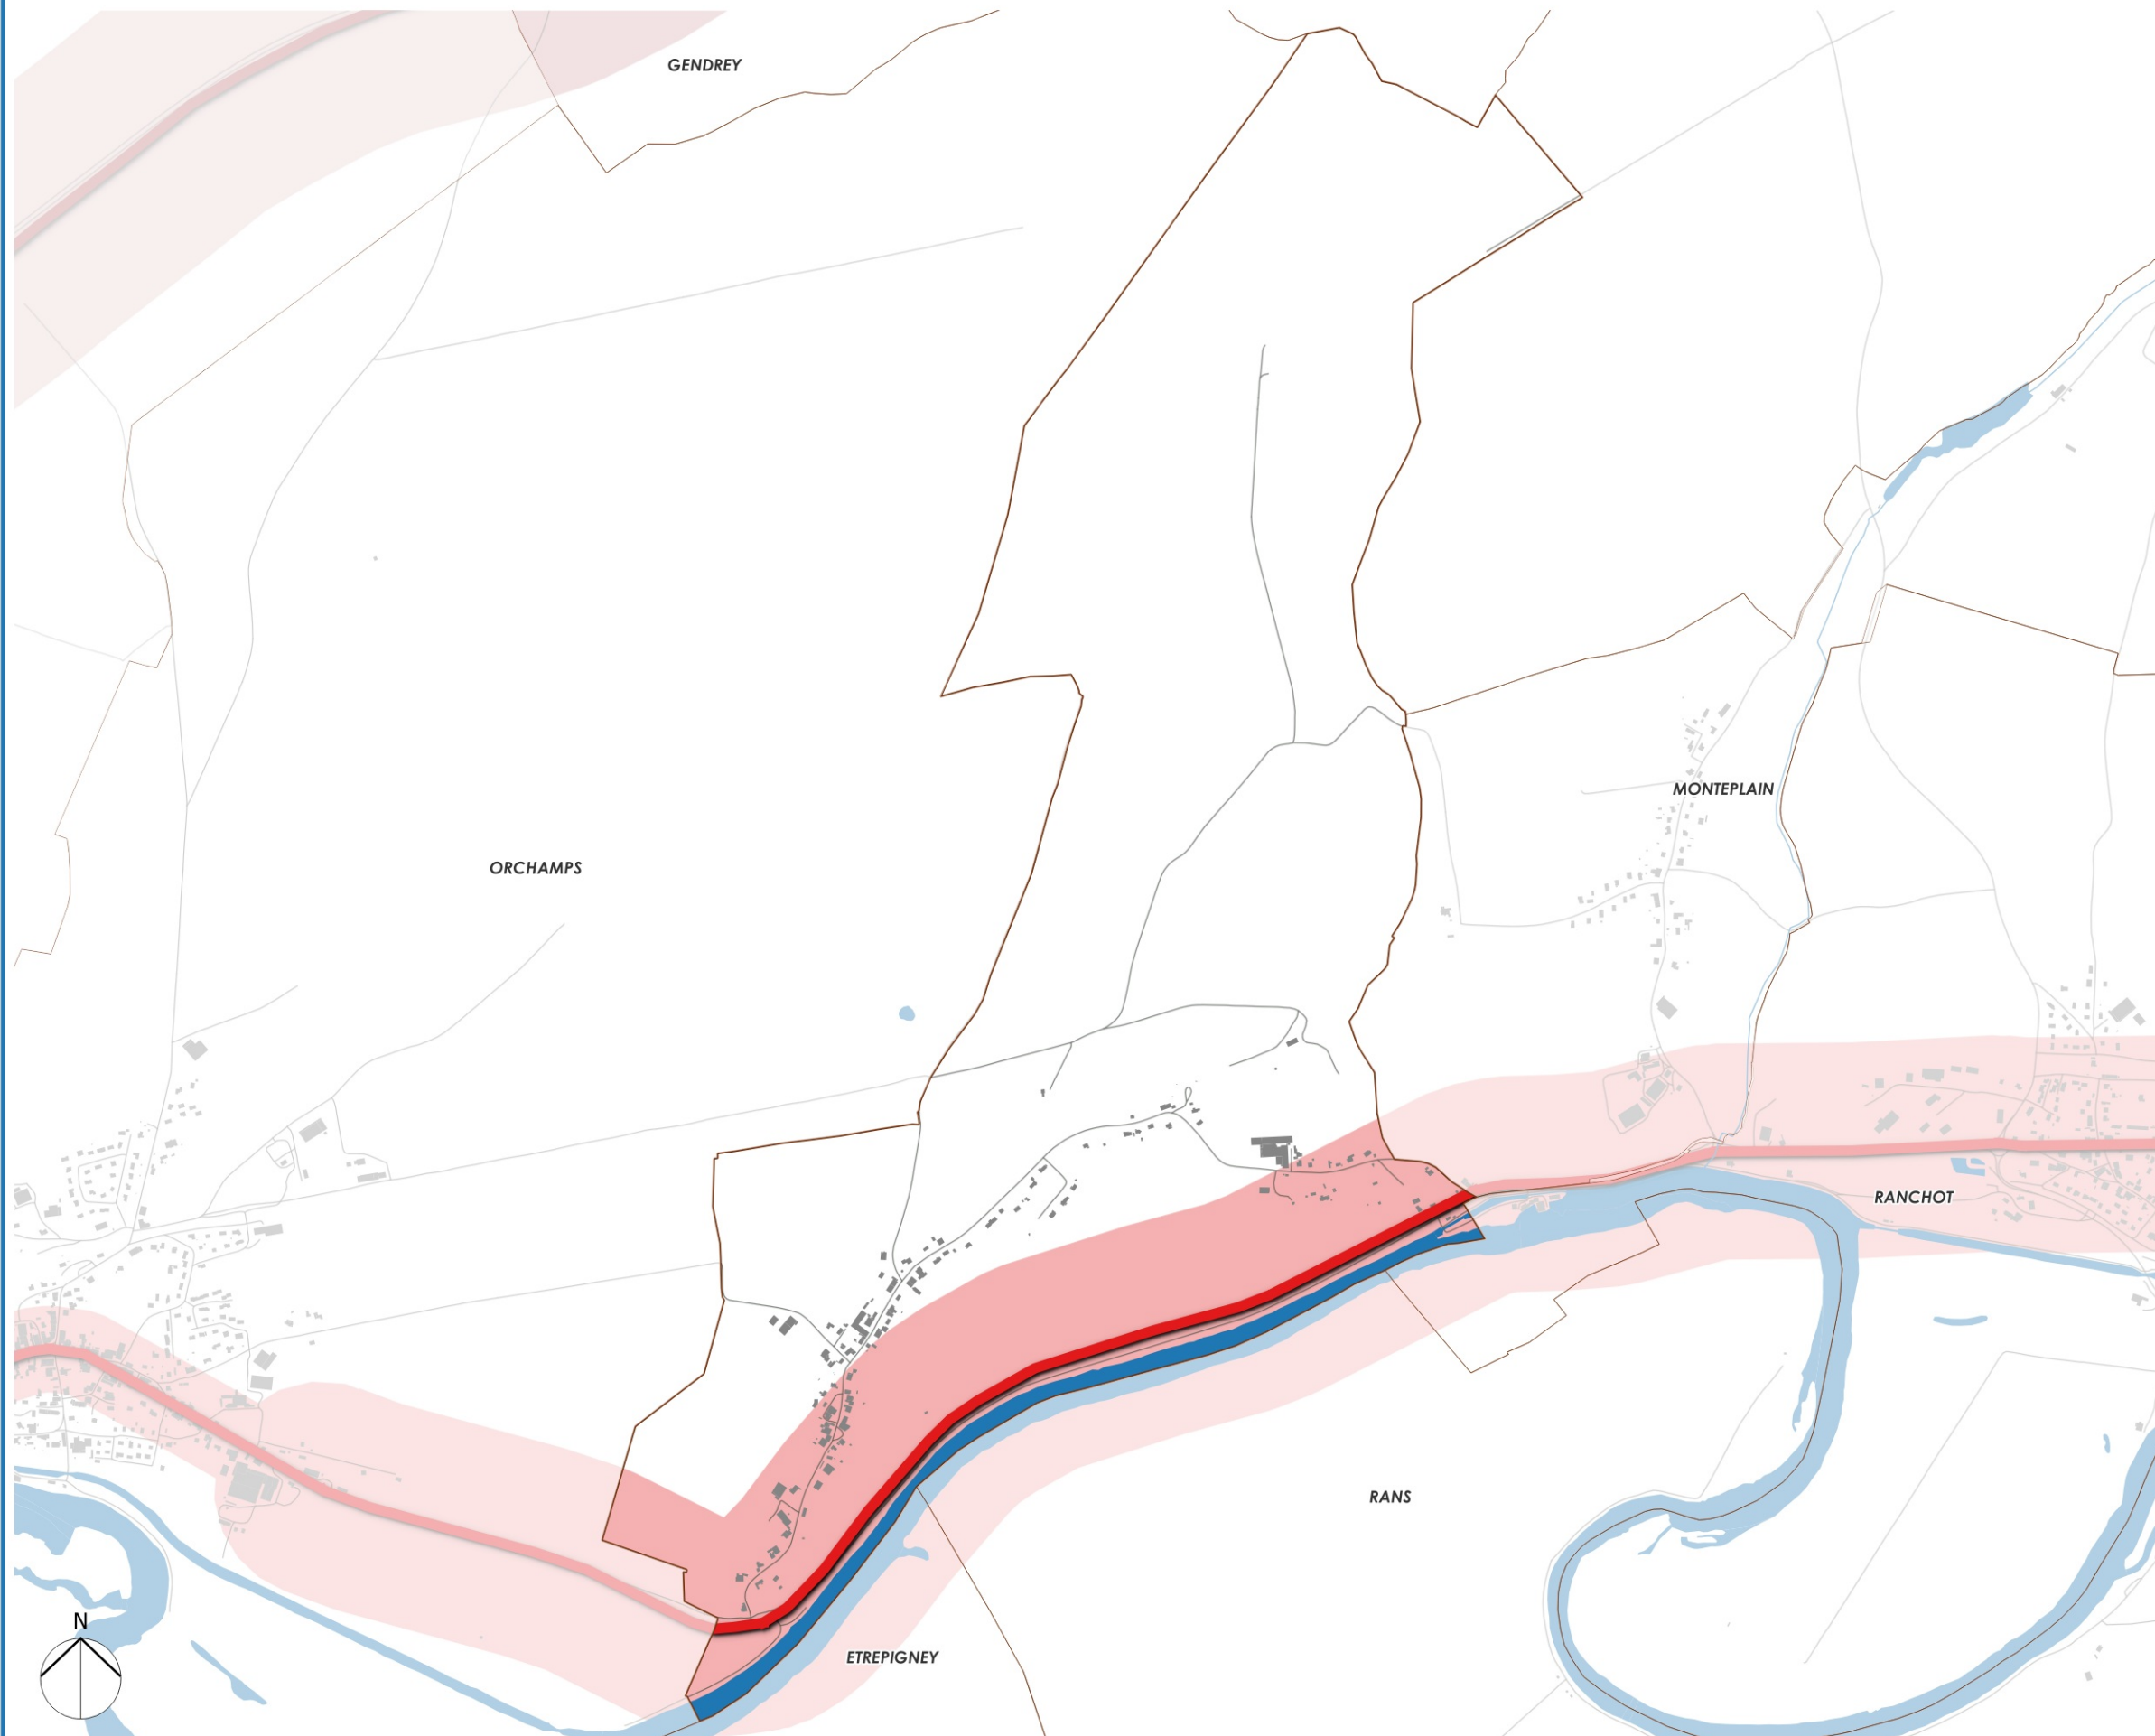 GENDREY
MONTEPLAIN
ORCHAMPS
RANCHOT
RANS
N
ETREPIGNEY